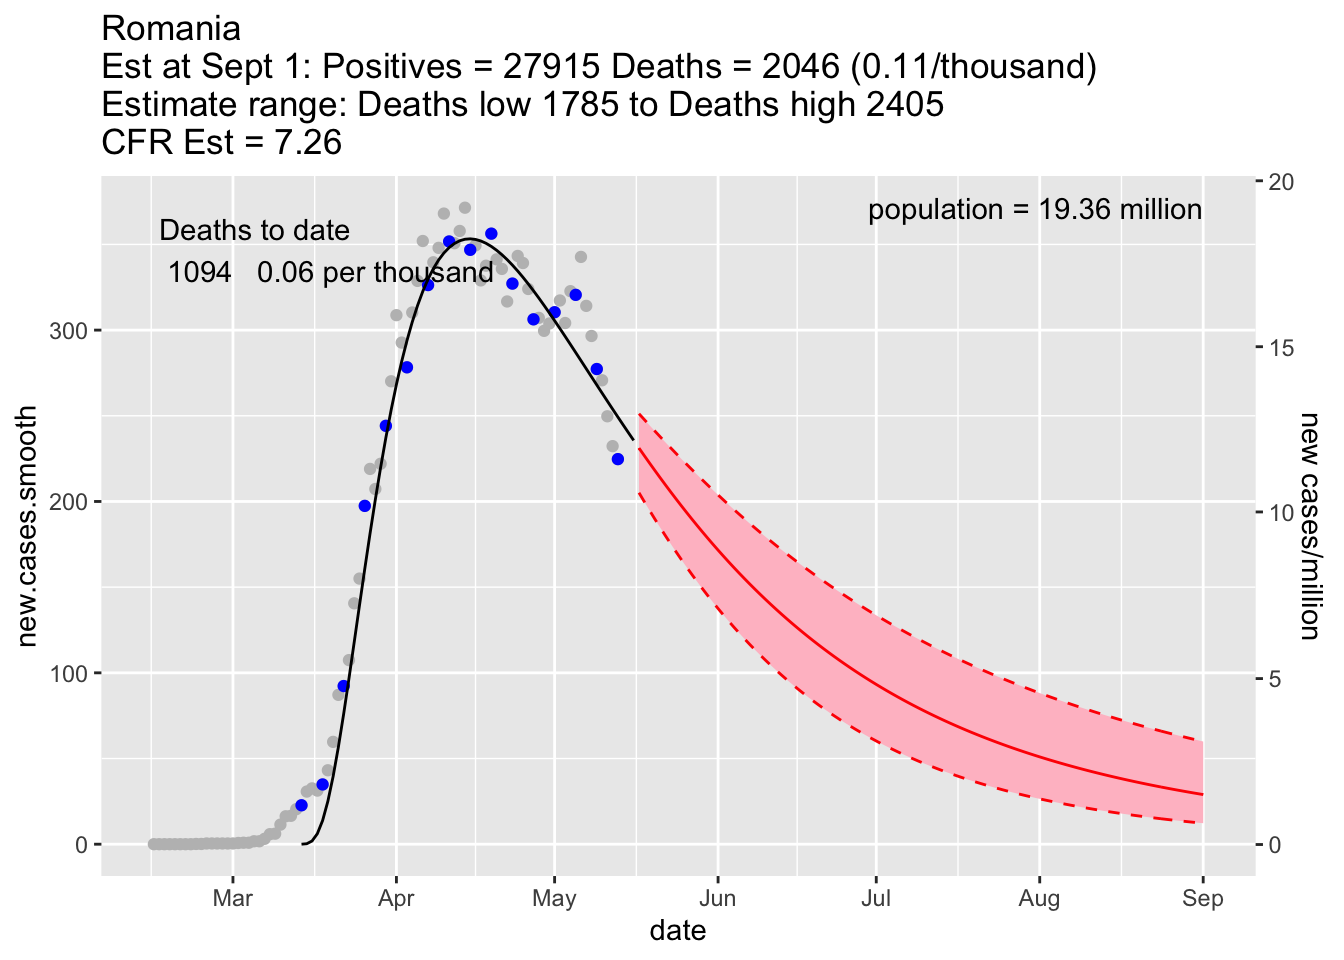 Romania
Est at Sept 1: Positives = 27915 Deaths = 2046 (0.11/thousand)
Estimate range: Deaths low 1785 to Deaths high 2405
CFR Est = 7.26
Deaths to date
1094 0.06 per thousand
population = 19.36 million
300
200
100
0
new.cases.smooth
20
15
10
5
0
new cases/million
Mar Apr May Jun Jul Aug Sep
date